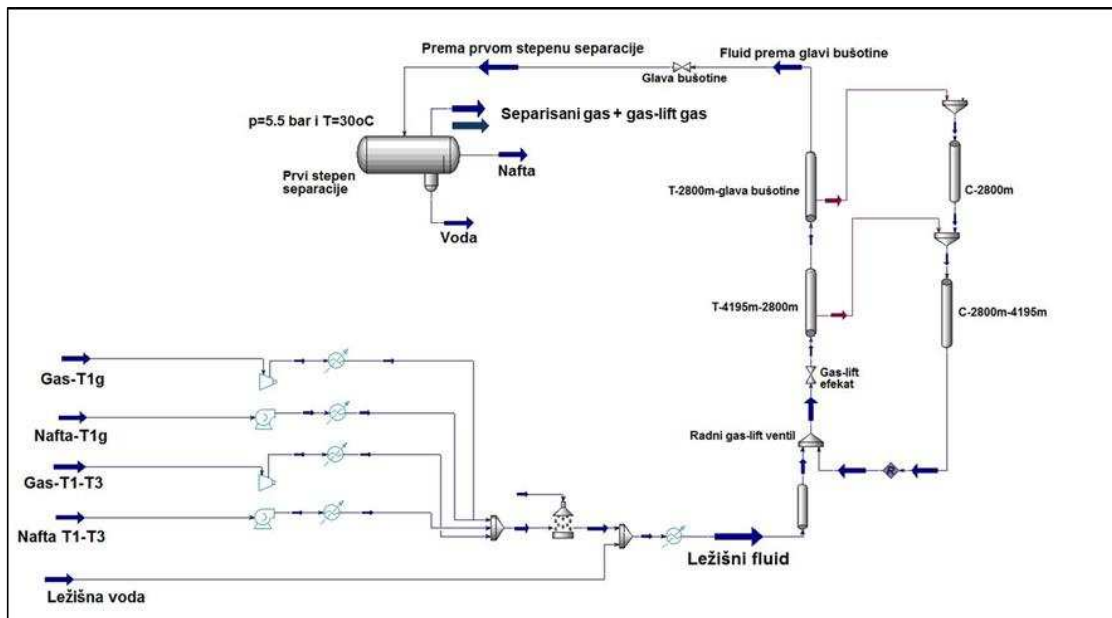 Prema prvom stepenu separacije
Fluid prema glavi bušotine
Glava bušotine
p=5.5 bar i T=30oC
Separisani gas + gas-lift gas
Nafta
Prvi stepen
separacije
Voda
T-2800m-glava bušotine
C-2800m
T-4195m-2800m
C-2800m-4195m
Gas-lift
efekat
Radni gas-lift ventil
R
Gas-T1g
Nafta-T1g
Gas-T1-T3
Nafta T1-T3
Ležišni fluid
Ležišna voda